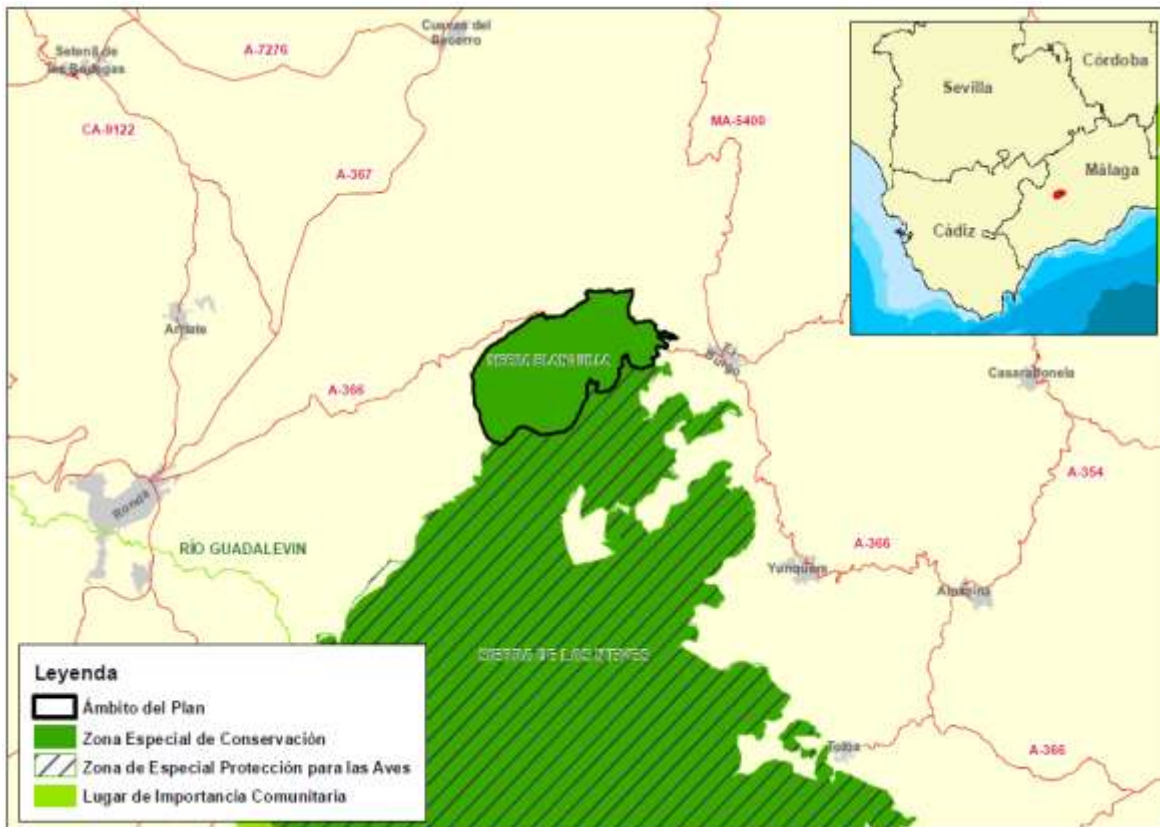 Cuevas del
Becerro
A-7276
Setenil de
las Bodegas
CA-9122
MA-5400
A-367
Sevilla
Córdoba
Málaga
Cádiz
Arriate
SIERRA BLANQUILLA
El
Burgo
Casarabonela
A-366
A-354
Ronda
RÍO GUADALEVIN
A-366
Yunquera
Alozaina
SIERRA DE LAS NIEVES
Tolox
A-366
Leyenda
Ámbito del Plan
Zona Especial de Conservación
Zona de Especial Protección para las Aves
Lugar de Importancia Comunitaria